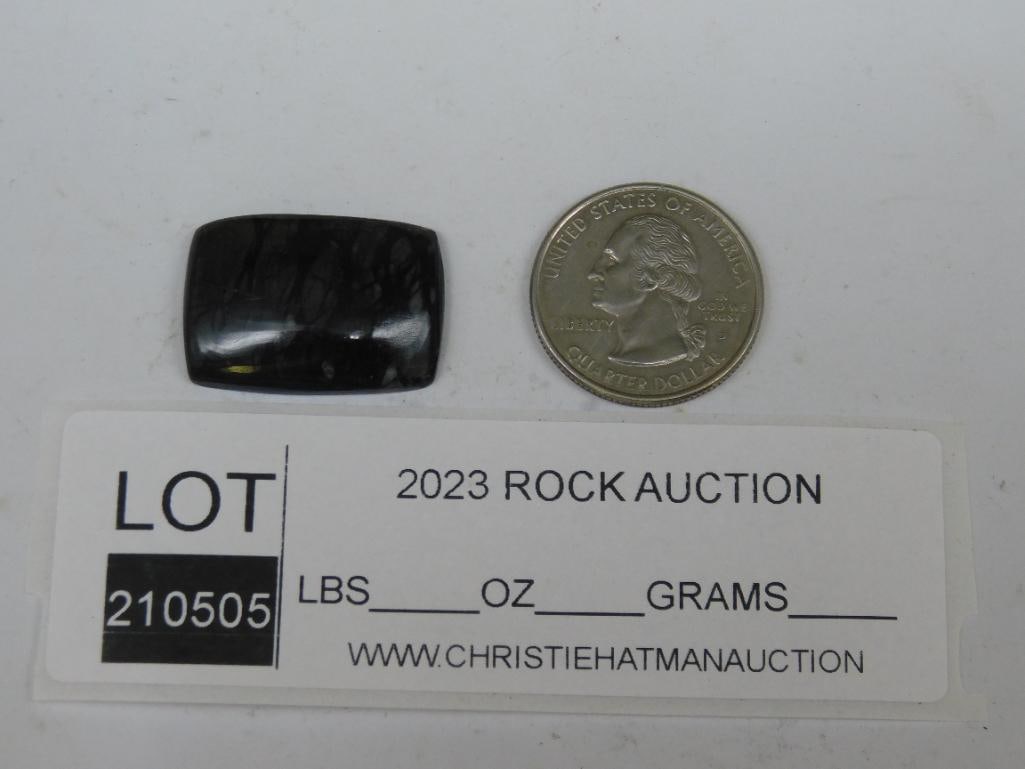 UNITED STATES OF AMERICA
LIBERTY
IN
GOD WE
TRUST
QUARTER DOLLAR
LOT
210505
2023 ROCK AUCTION
LBS_____OZ_____GRAMS_____
WWW.CHRISTIEHATMANAUCTION